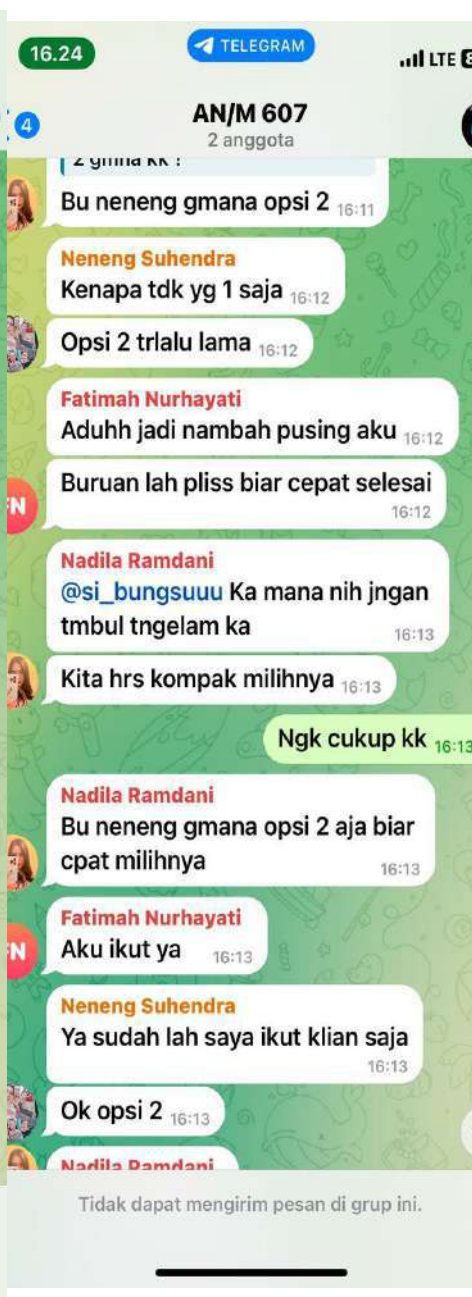 16.24
TELEGRAM
LTE
4
AN/M 607
2 anggota
2 gmna kk !
Bu neneng gmana opsi 2 16:11
Neneng Suhendra
Kenapa tdk yg 1 saja 16:12
Opsi 2 trlalu lama 16:12
Fatimah Nurhayati
Aduhh jadi nambah pusing aku 16:12
Buruan lah pliss biar cepat selesai
16:12
N
Nadila Ramdani
@si_bungsuuu Ka mana nih jngan
tmbul tngelam ka 16:13
Kita hrs kompak milihnya 16:13
Ngk cukup kk 16:13
Nadila Ramdani
Bu neneng gmana opsi 2 aja biar
cpat milihnya 16:13
Fatimah Nurhayati
N
Aku ikut ya 16:13
Neneng Suhendra
Ya sudah lah saya ikut klian saja
16:13
Ok opsi 2 16:13
Nadila Ramdani
Tidak dapat mengirim pesan di grup ini.